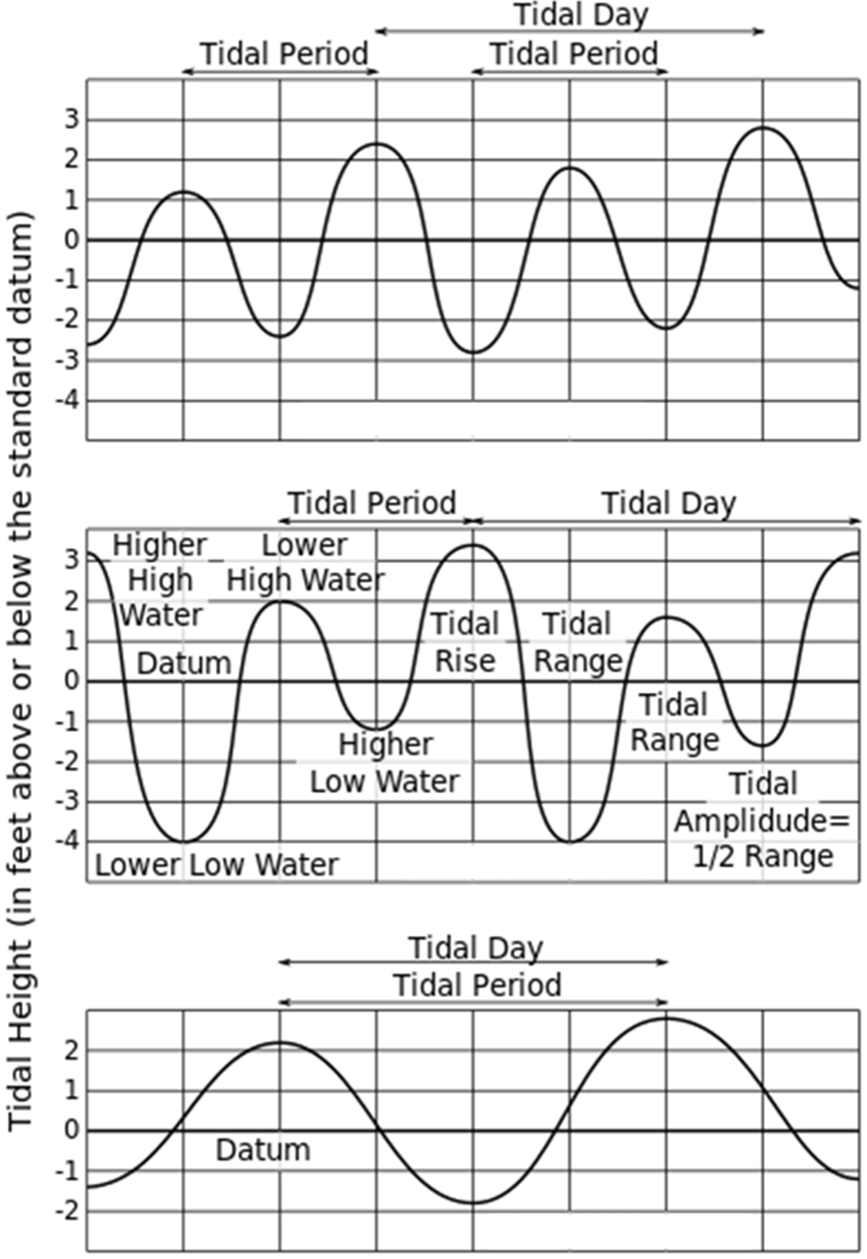 Tidal Height (in feet above or below the standard datum)
Tidal Day
Tidal Period
Tidal Period
3
2
1
0
-1
-2
-3
-4
Tidal Period
Tidal Day
3
2
1
0
-1
-2
-3
-4
Higher
High
Water
Lower
High Water
Datum
Tidal
Rise
Tidal
Range
Tidal
Range
Higher
Low Water
Tidal
Amplidude=
1/2 Range
Lower Low Water
Tidal Day
Tidal Period
2
1
0
-1
-2
Datum